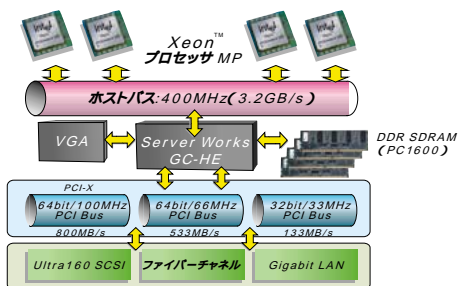 Xeon™
プロセッサ MP
ホストバス:400MHz(3.2GB/s)
VGA
Server Works
GC-HE
DDR SDRAM
(PC1600)
PCI-X
64bit/100MHz
PCI Bus
64bit/66MHz
PCI Bus
32bit/33MHz
PCI Bus
800MB/s
533MB/s
133MB/s
Ultra160 SCSI
ファイバーチャネル
Gigabit LAN